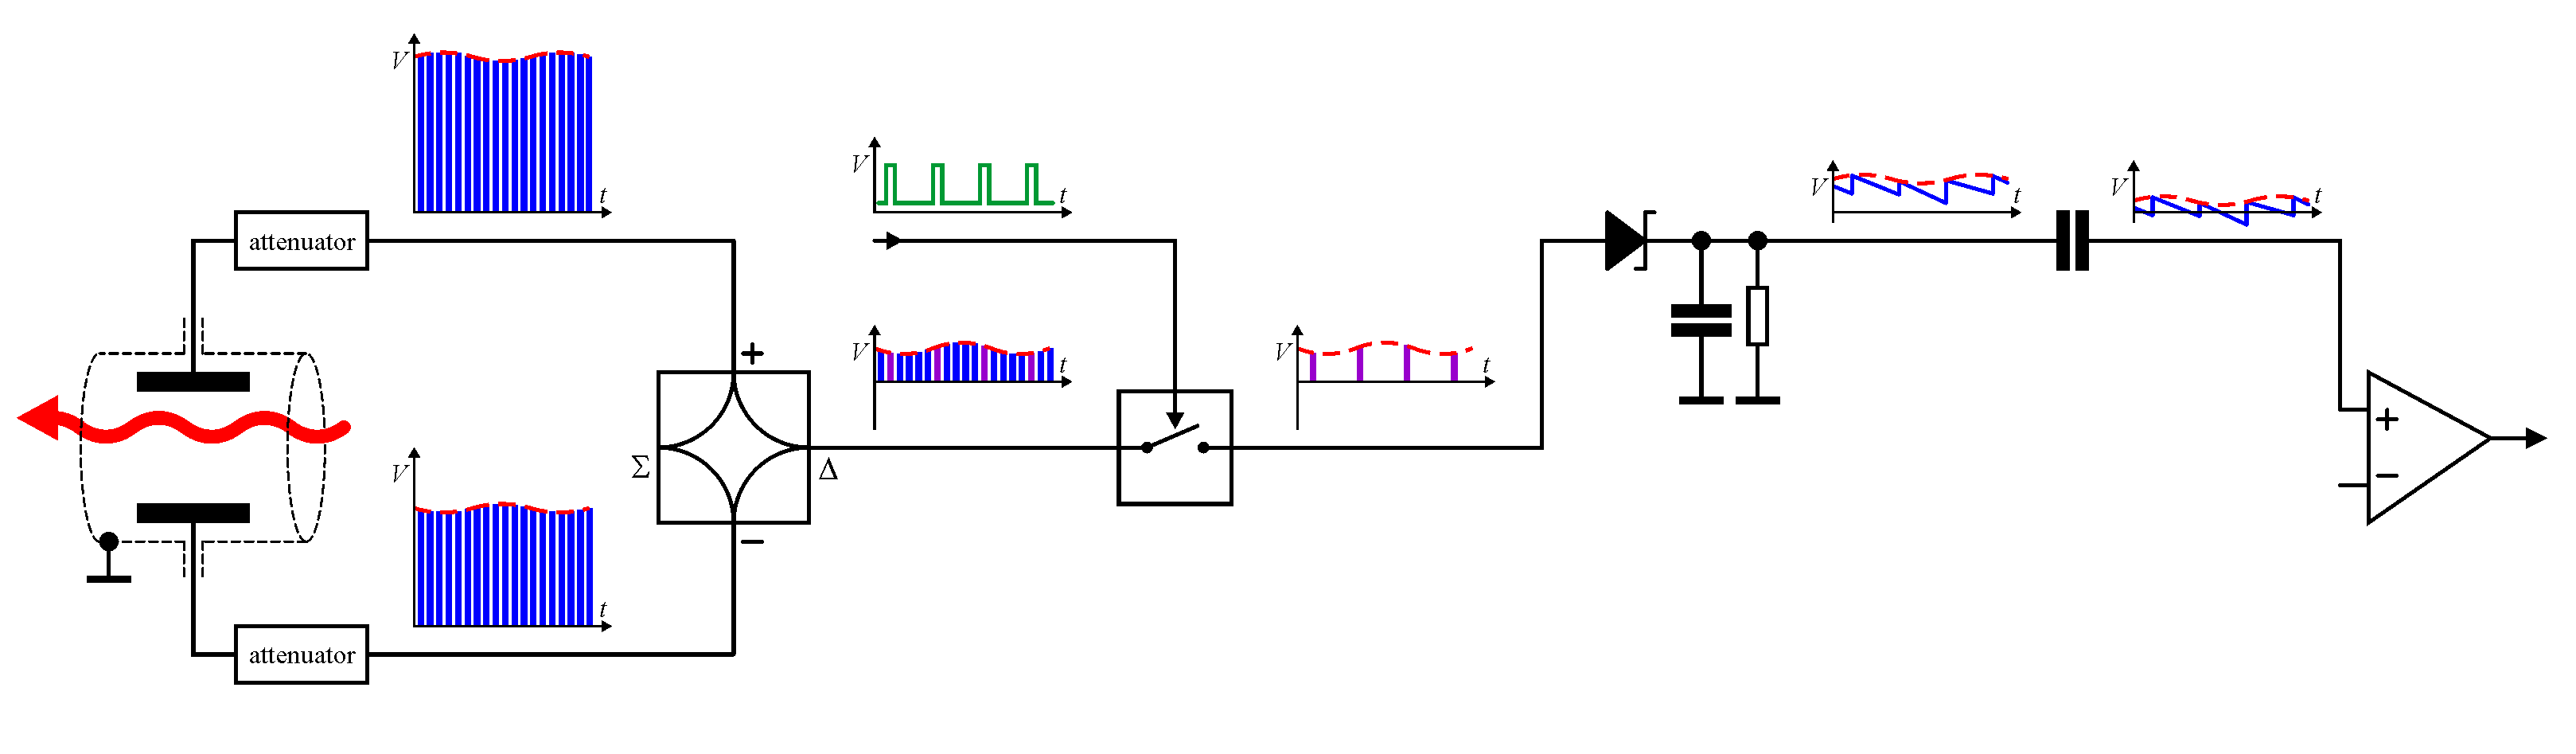 V
t
attenuator
V
t
V
t
attenuator
+
Σ
Δ
−
V
t
V
t
V
t
V
t
+
−